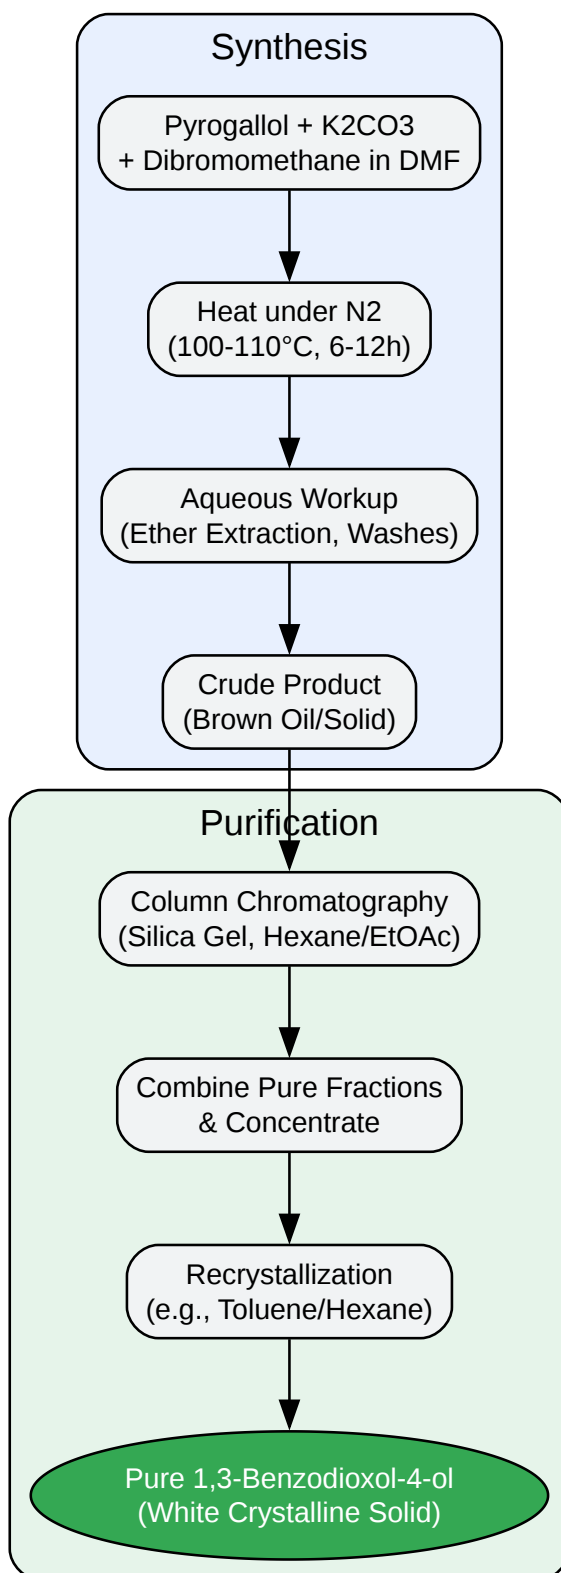 Synthesis
Pyrogallol + K2CO3
+ Dibromomethane in DMF
Heat under N2
(100-110°C, 6-12h)
Aqueous Workup
(Ether Extraction, Washes)
Crude Product
(Brown Oil/Solid)
Purification
Column Chromatography
(Silica Gel, Hexane/EtOAc)
Combine Pure Fractions
& Concentrate
Recrystallization
(e.g., Toluene/Hexane)
Pure 1,3-Benzodioxol-4-ol
(White Crystalline Solid)